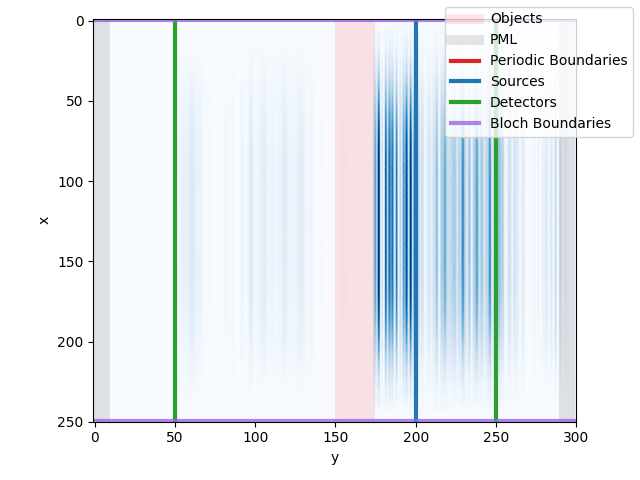 Objects
PML
Periodic Boundaries
Sources
Detectors
Bloch Boundaries
0
50
100
150
200
250
x
0 50 100 150 200 250 300
y